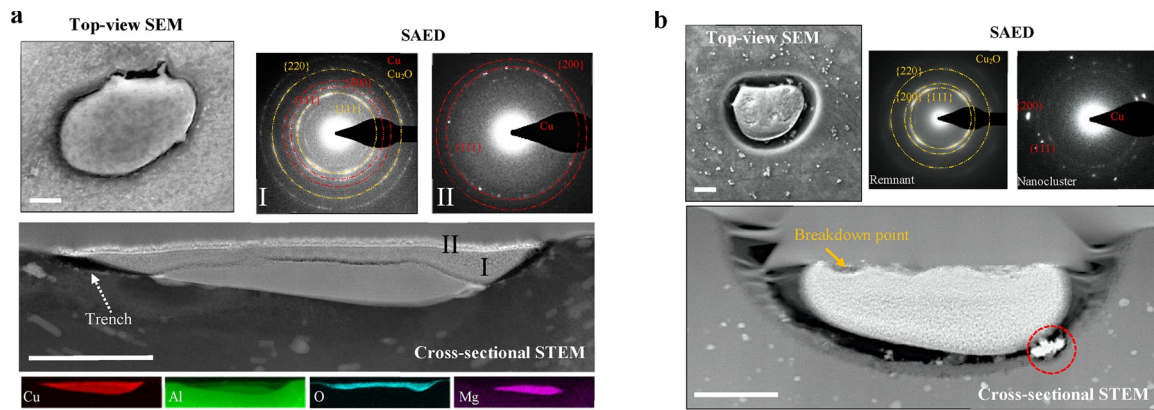 a
Top-view SEM
SAED
{220}
Cu
Cu₂O
{200}
{111}
{111}
I
{200}
Cu
{111}
II
II
I
Trench
Cross-sectional STEM
Cu
Al
O
Mg
b
Top-view SEM
SAED
Cu₂O
{220}
{200} {111}
Remnant
{200}
Cu
{111}
Nanocluster
Breakdown point
Cross-sectional STEM